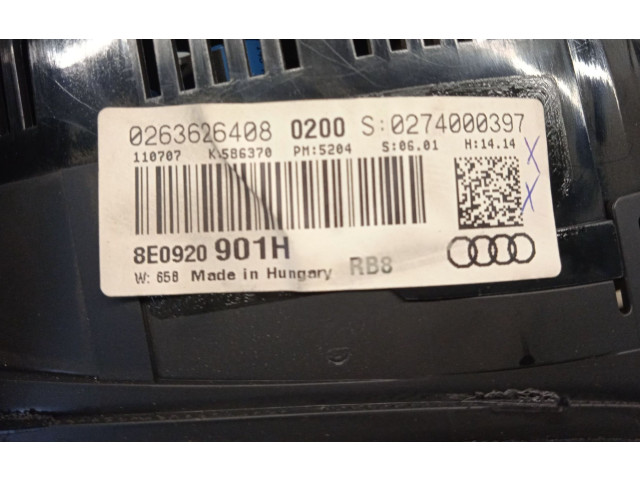 0263626408 0200 S:0274000397
110707 K\586370 PM:5204 S:06.01 H:14.14
8E0920 901H
W: 658 Made in Hungary RB8